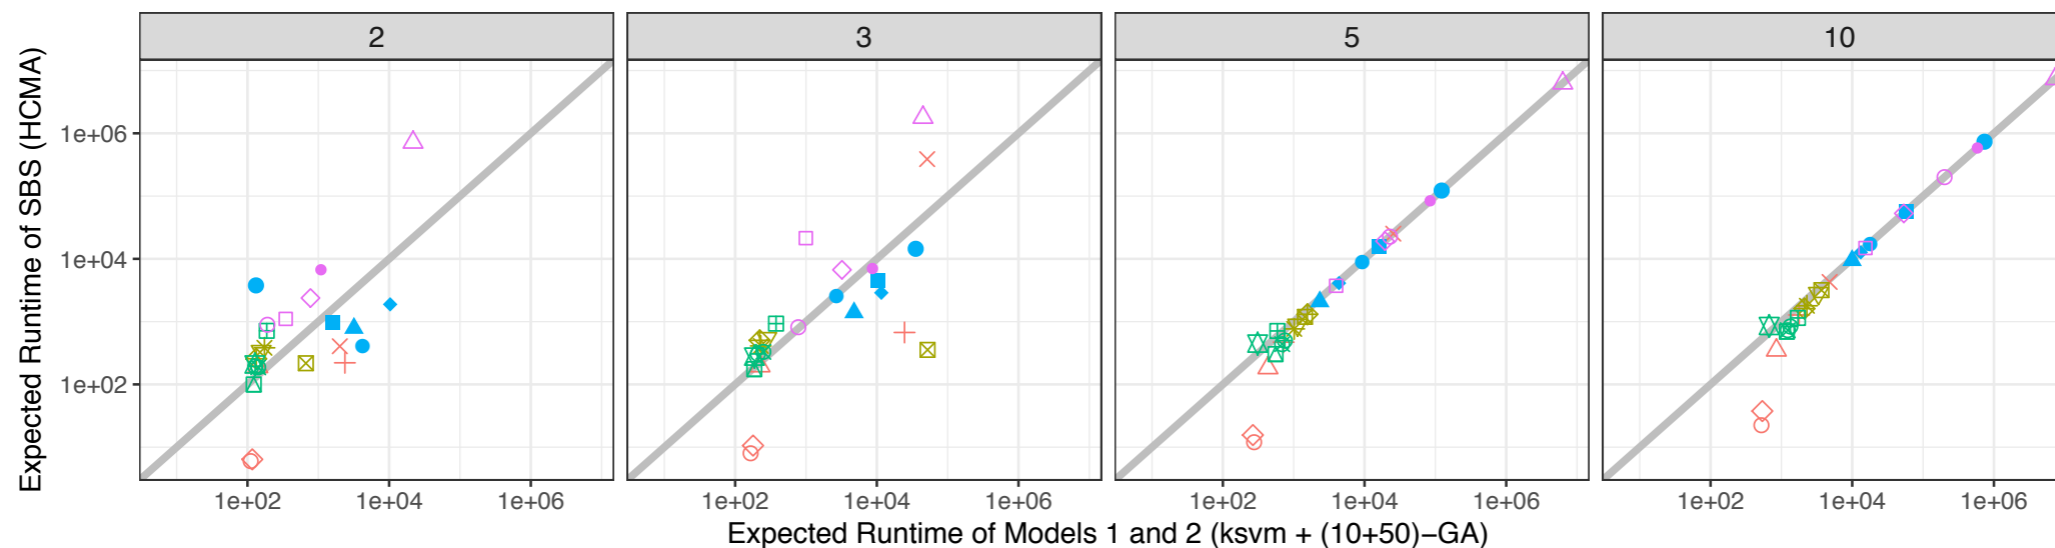 2 3 5 10
Expected Runtime of SBS (HCMA)
1e+06
1e+04
1e+02
1e+02 1e+04 1e+06 1e+02 1e+04 1e+06 1e+02 1e+04 1e+06 1e+02 1e+04 1e+06
Expected Runtime of Models 1 and 2 (ksvm + (10+50)−GA)